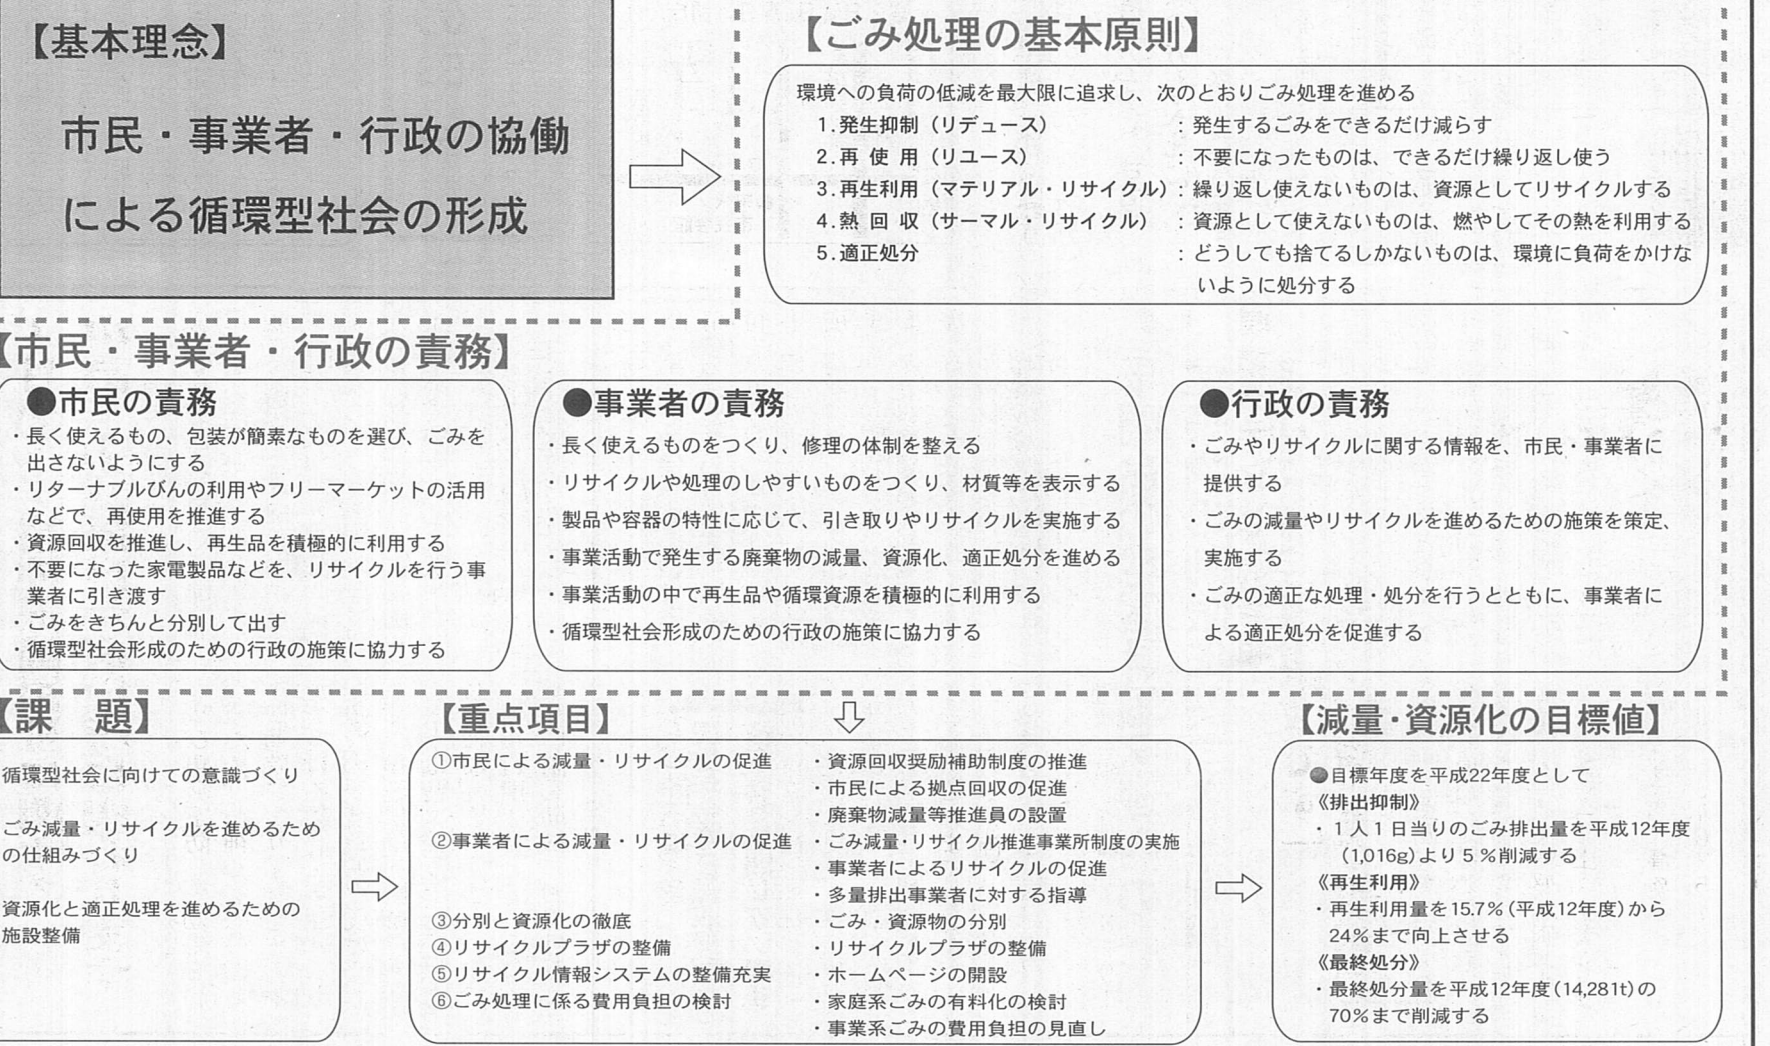 【基本理念】
市民・事業者・行政の協働
による循環型社会の形成
【ごみ処理の基本原則】
環境への負荷の低減を最大限に追求し、次のとおりごみ処理を進める
1.発生抑制（リデュース）　：発生するごみをできるだけ減らす
2.再 使 用（リユース）　：不要になったものは、できるだけ繰り返し使う
3.再生利用（マテリアル・リサイクル）：繰り返し使えないものは、資源としてリサイクルする
4.熱 回 収（サーマル・リサイクル）　：資源として使えないものは、燃やしてその熱を利用する
5.適正処分　：どうしても捨てるしかないものは、環境に負荷をかけな
いように処分する
【市民・事業者・行政の責務】
●市民の責務
・長く使えるもの、包装が簡素なものを選び、ごみを
出さないようにする
・リターナブルびんの利用やフリーマーケットの活用
などで、再使用を推進する
・資源回収を推進し、再生品を積極的に利用する
・不要になった家電製品などを、リサイクルを行う事
業者に引き渡す
・ごみをきちんと分別して出す
・循環型社会形成のための行政の施策に協力する
●事業者の責務
・長く使えるものをつくり、修理の体制を整える
・リサイクルや処理のしやすいものをつくり、材質等を表示する
・製品や容器の特性に応じて、引き取りやリサイクルを実施する
・事業活動で発生する廃棄物の減量、資源化、適正処分を進める
・事業活動の中で再生品や循環資源を積極的に利用する
・循環型社会形成のための行政の施策に協力する
●行政の責務
・ごみやリサイクルに関する情報を、市民・事業者に
提供する
・ごみの減量やリサイクルを進めるための施策を策定、
実施する
・ごみの適正な処理・処分を行うとともに、事業者に
よる適正処分を促進する
【課　題】
循環型社会に向けての意識づくり
ごみ減量・リサイクルを進めるため
の仕組みづくり
資源化と適正処理を進めるための
施設整備
【重点項目】
①市民による減量・リサイクルの促進　・資源回収奨励補助制度の推進
・市民による拠点回収の促進
・廃棄物減量等推進員の設置
②事業者による減量・リサイクルの促進　・ごみ減量・リサイクル推進事業所制度の実施
・事業者によるリサイクルの促進
・多量排出事業者に対する指導
③分別と資源化の徹底　・ごみ・資源物の分別
④リサイクルプラザの整備　・リサイクルプラザの整備
⑤リサイクル情報システムの整備充実　・ホームページの開設
⑥ごみ処理に係る費用負担の検討　・家庭系ごみの有料化の検討
・事業系ごみの費用負担の見直し
【減量・資源化の目標値】
●目標年度を平成22年度として
《排出抑制》
・１人１日当りのごみ排出量を平成12年度
(1,016g)より５％削減する
《再生利用》
・再生利用量を15.7％(平成12年度)から
24％まで向上させる
《最終処分》
・最終処分量を平成12年度(14,281t)の
70％まで削減する